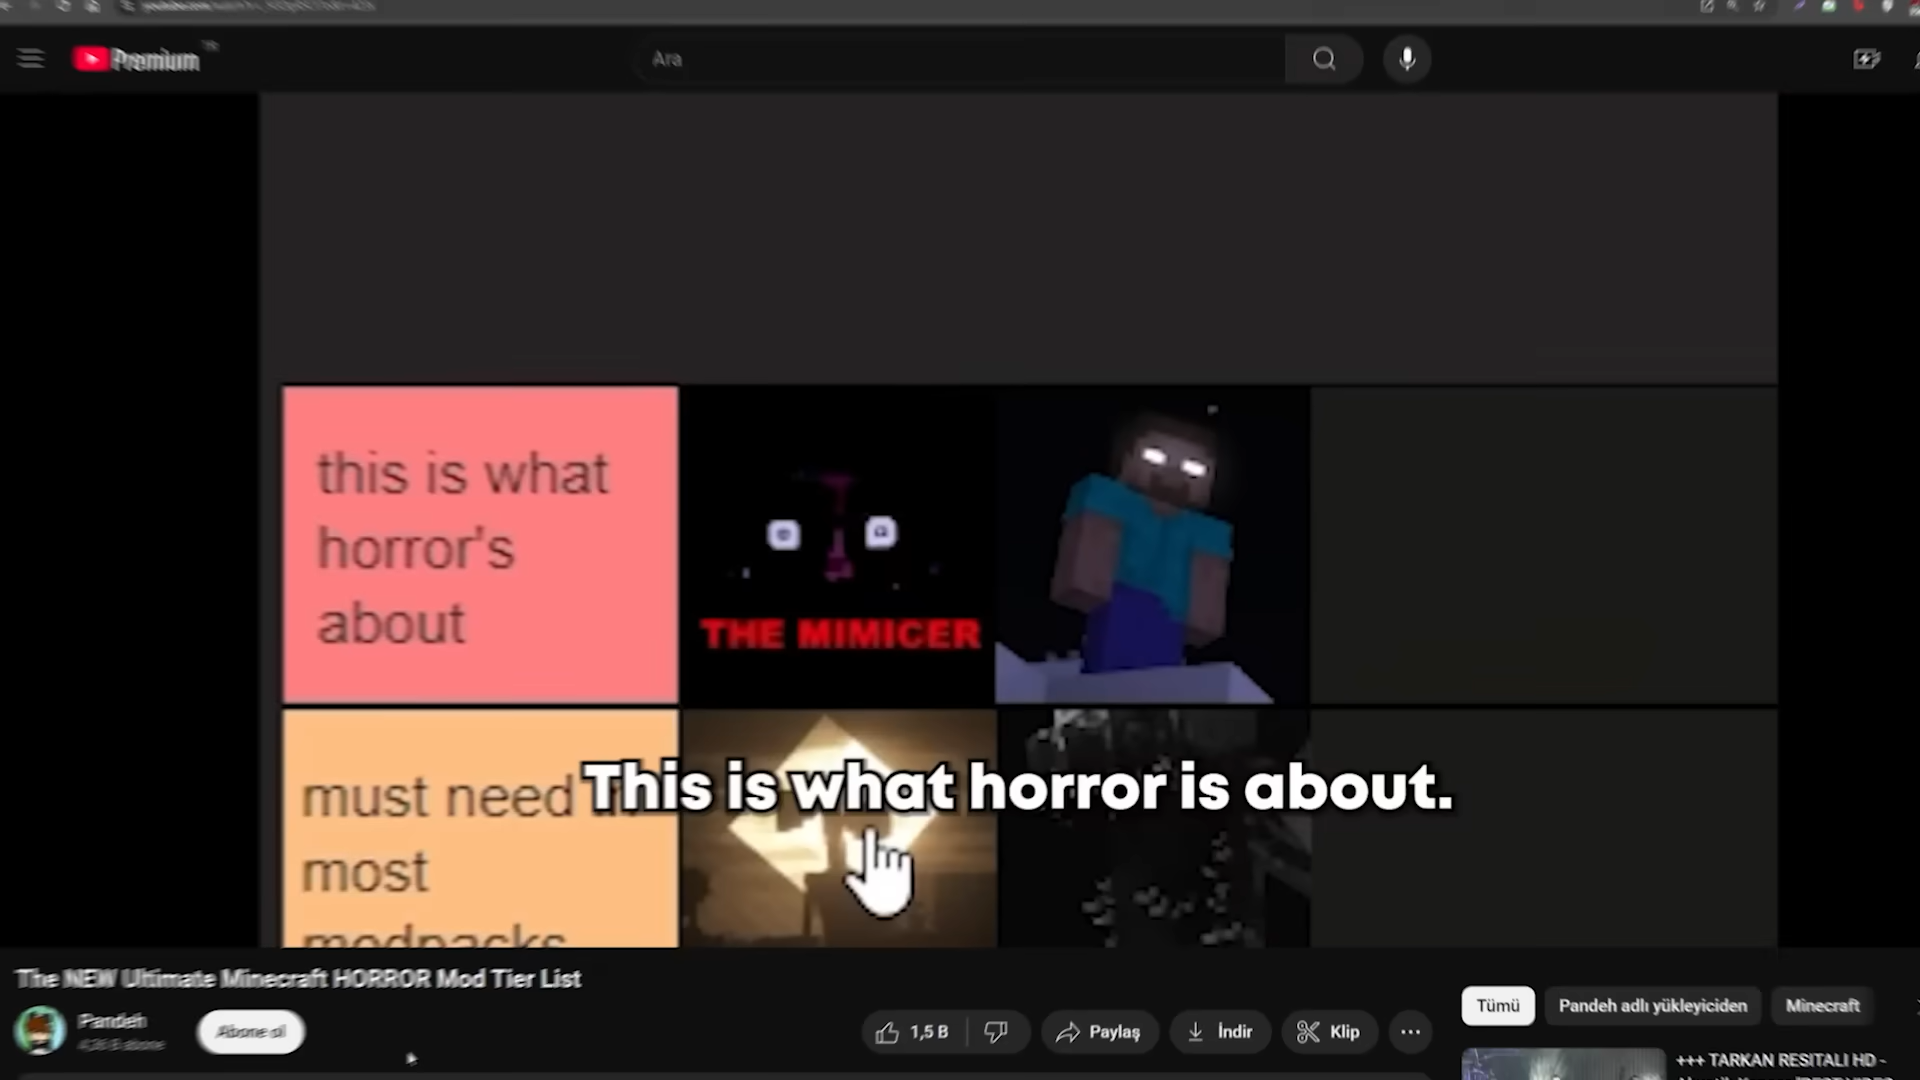 Premium TR
Ara
this is what
horror's
about
THE MIMICER
must need
most
modpacks
This is what horror is about.
The NEW Ultimate Minecraft HORROR Mod Tier List
Pandeh
Abone ol
1,5 B
Paylaş
İndir
Klip
Tümü
Pandeh adlı yükleyiciden
Minecraft
+++ TARKAN RESITALI HD -